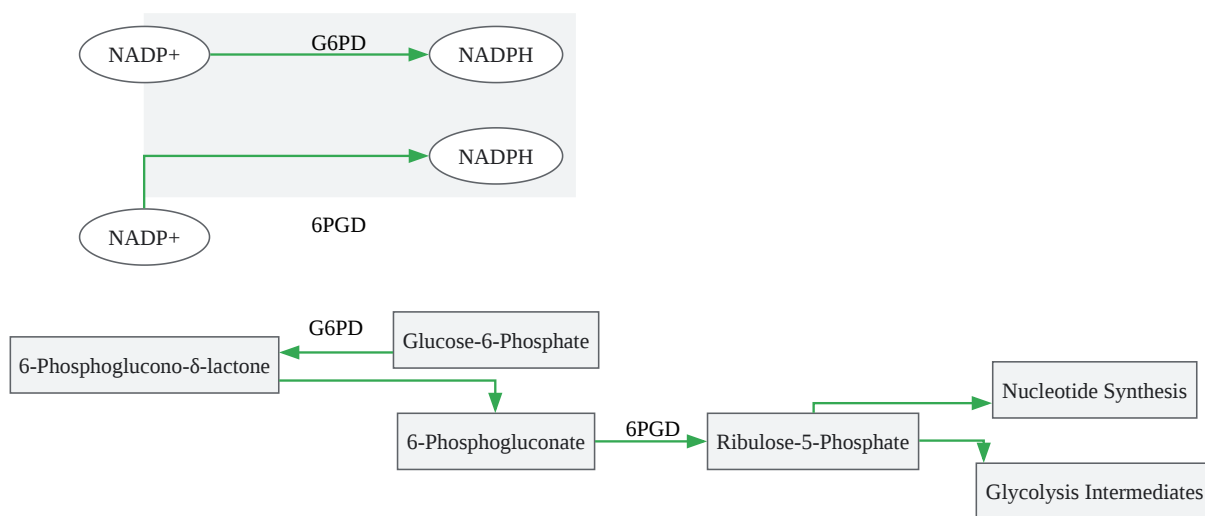 NADP+
G6PD
NADPH
NADPH
6PGD
NADP+
G6PD
Glucose-6-Phosphate
6-Phosphoglucono-δ-lactone
Nucleotide Synthesis
6-Phosphogluconate
6PGD
Ribulose-5-Phosphate
Glycolysis Intermediates